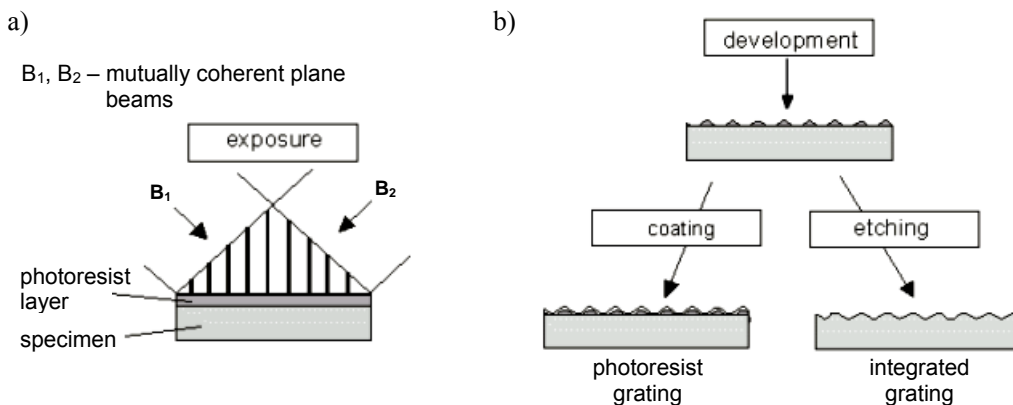 a)
B₁, B₂ – mutually coherent plane
beams
exposure
B₁
B₂
photoresist
layer
specimen
b)
development
coating
etching
photoresist
grating
integrated
grating